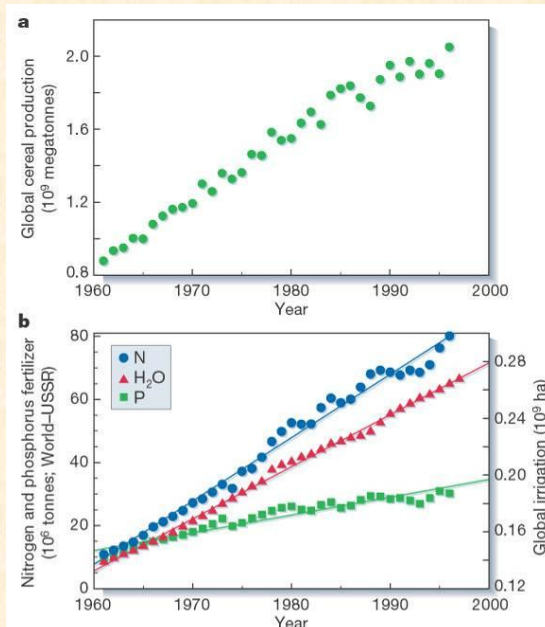 a
Global cereal production
(10⁹ megatonnes)
2.0
1.6
1.2
0.8
1960
1970
1980
1990
2000
Year
b
Nitrogen and phosphorus fertilizer
(10⁶ tonnes; World–USSR)
80
60
40
20
0
N
H₂O
P
0.28
0.24
0.20
0.16
0.12
Global irrigation (10⁹ ha)
1960
1970
1980
1990
2000
Year